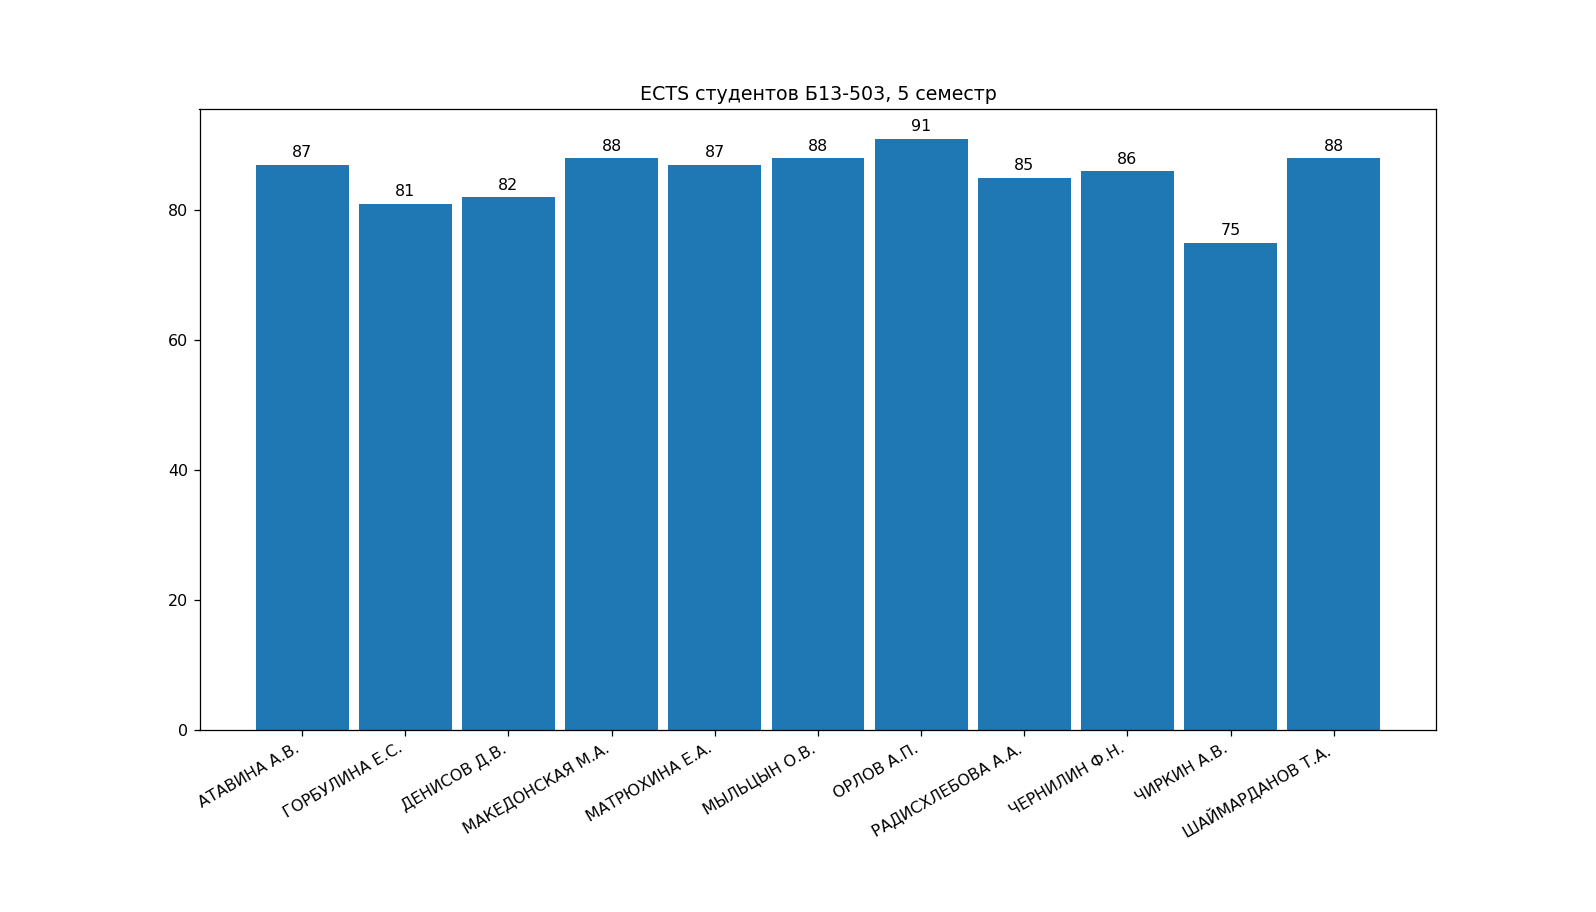 ECTS студентов Б13-503, 5 семестр
87
81
82
88
87
88
91
85
86
75
88
80
60
40
20
0
АТАВИНА А.В.
ГОРБУЛИНА Е.С.
ДЕНИСОВ Д.В.
МАКЕДОНСКАЯ М.А.
МАТРЮХИНА Е.А.
МЫЛЬЦЫН О.В.
ОРЛОВ А.П.
РАДИСХЛЕБОВА А.А.
ЧЕРНИЛИН Ф.Н.
ЧИРКИН А.В.
ШАЙМАРДАНОВ Т.А.